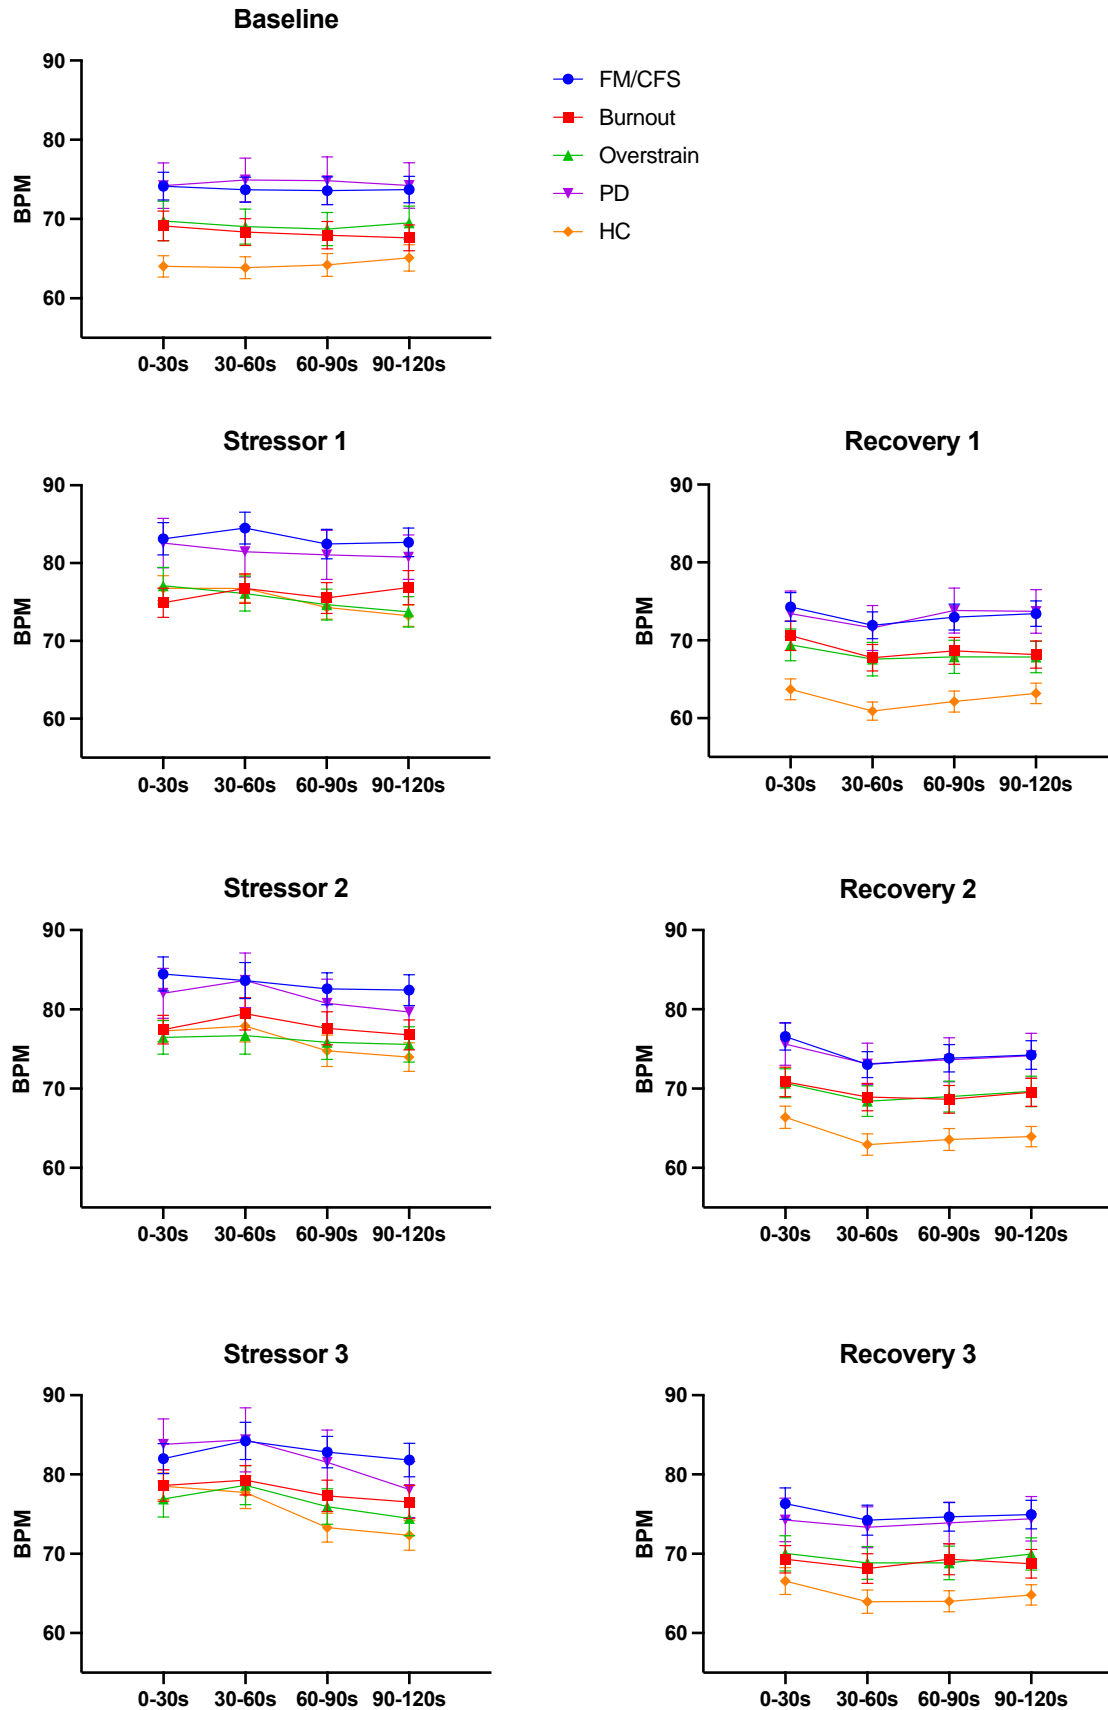 Baseline
90
80
70
60
BPM
0-30s 30-60s 60-90s 90-120s
FM/CFS
Burnout
Overstrain
PD
HC
Stressor 1
90
80
70
60
BPM
0-30s 30-60s 60-90s 90-120s
Recovery 1
90
80
70
60
BPM
0-30s 30-60s 60-90s 90-120s
Stressor 2
90
80
70
60
BPM
0-30s 30-60s 60-90s 90-120s
Recovery 2
90
80
70
60
BPM
0-30s 30-60s 60-90s 90-120s
Stressor 3
90
80
70
60
BPM
0-30s 30-60s 60-90s 90-120s
Recovery 3
90
80
70
60
BPM
0-30s 30-60s 60-90s 90-120s